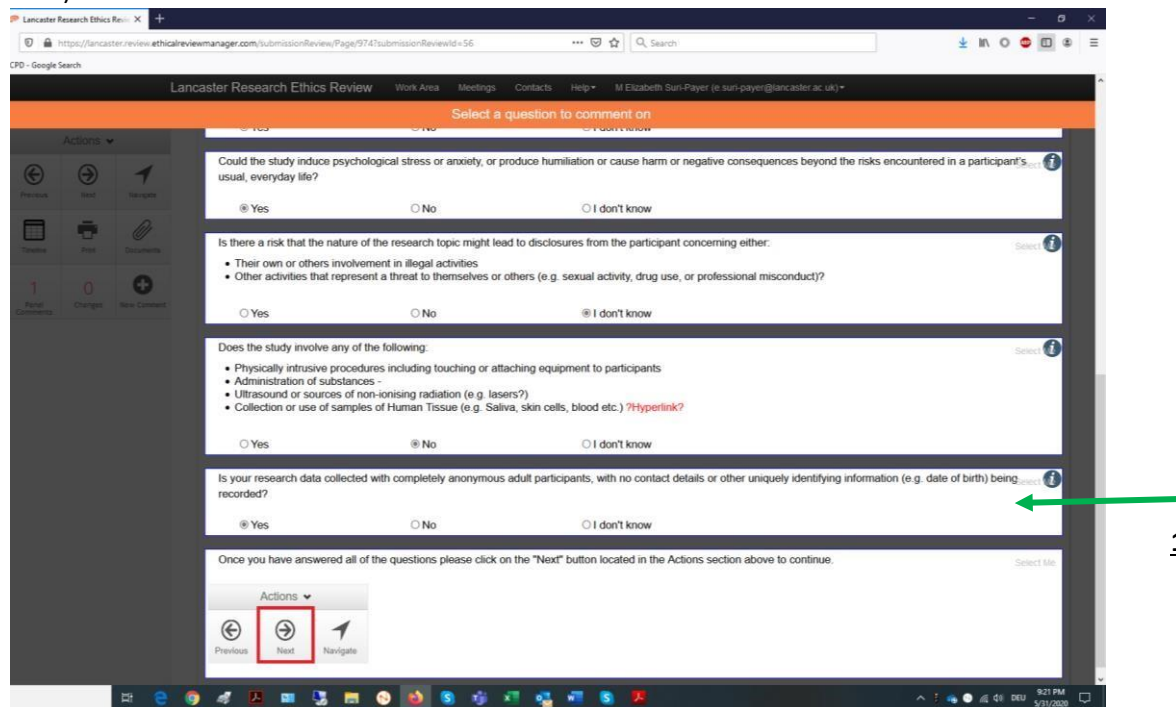 Lancaster Research Ethics Revie
https://lancaster.review.ethicalreviewmanager.com/submissionReview/Page/974?submissionReviewId=56
Search
CPD - Google Search
Lancaster Research Ethics Review Work Area Meetings Contacts Help M Elizabeth Suri-Payer (e.suri-payer@lancaster.ac.uk)
Select a question to comment on
Actions
Previous Next Navigate
Timeline Print Documents
1 0
Panel Comments Changes New Comment
Yes No I don't know
Could the study induce psychological stress or anxiety, or produce humiliation or cause harm or negative consequences beyond the risks encountered in a participant's
usual, everyday life?
Yes No I don't know
Is there a risk that the nature of the research topic might lead to disclosures from the participant concerning either:
Select
• Their own or others involvement in illegal activities
• Other activities that represent a threat to themselves or others (e.g. sexual activity, drug use, or professional misconduct)?
Yes No I don't know
Does the study involve any of the following:
Select
• Physically intrusive procedures including touching or attaching equipment to participants
• Administration of substances -
• Ultrasound or sources of non-ionising radiation (e.g. lasers?)
• Collection or use of samples of Human Tissue (e.g. Saliva, skin cells, blood etc.) ?Hyperlink?
Yes No I don't know
Is your research data collected with completely anonymous adult participants, with no contact details or other uniquely identifying information (e.g. date of birth) being
recorded?
Yes No I don't know
Once you have answered all of the questions please click on the "Next" button located in the Actions section above to continue.
Select Me
Actions
Previous Next Navigate
DEU
9:21 PM
5/31/2020